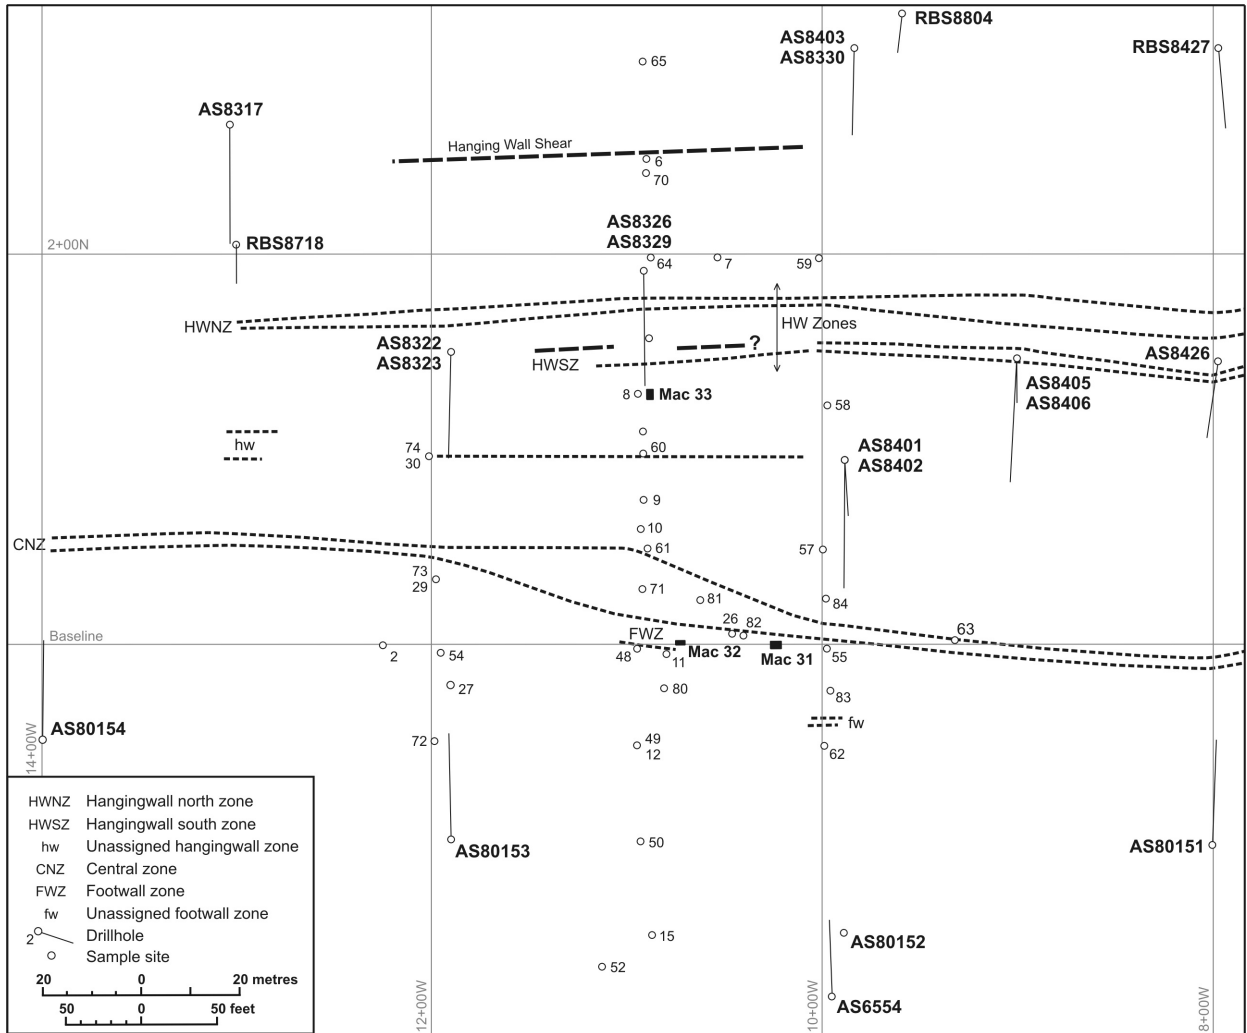 RBS8804
AS8403
AS8330
RBS8427
65
AS8317
Hanging Wall Shear
6
70
AS8326
AS8329
2+00N
RBS8718
64
7
59
HWNZ
HW Zones
AS8322
AS8323
?
HWSZ
AS8426
8
Mac 33
58
AS8405
AS8406
hw
74
30
60
AS8401
AS8402
9
10
CNZ
61
57
73
29
71
81
84
26
82
63
Baseline
FWZ
2
54
48
11
Mac 32
Mac 31
55
27
80
83
AS80154
fw
14+00W
72
49
12
62
HWNZ Hangingwall north zone
HWSZ Hangingwall south zone
hw Unassigned hangingwall zone
CNZ Central zone
FWZ Footwall zone
fw Unassigned footwall zone
2 Drillhole
Sample site
20 0 20 metres
50 0 50 feet
AS80153
50
AS80151
15
AS80152
52
AS6554
12+00W
10+00W
8+00W